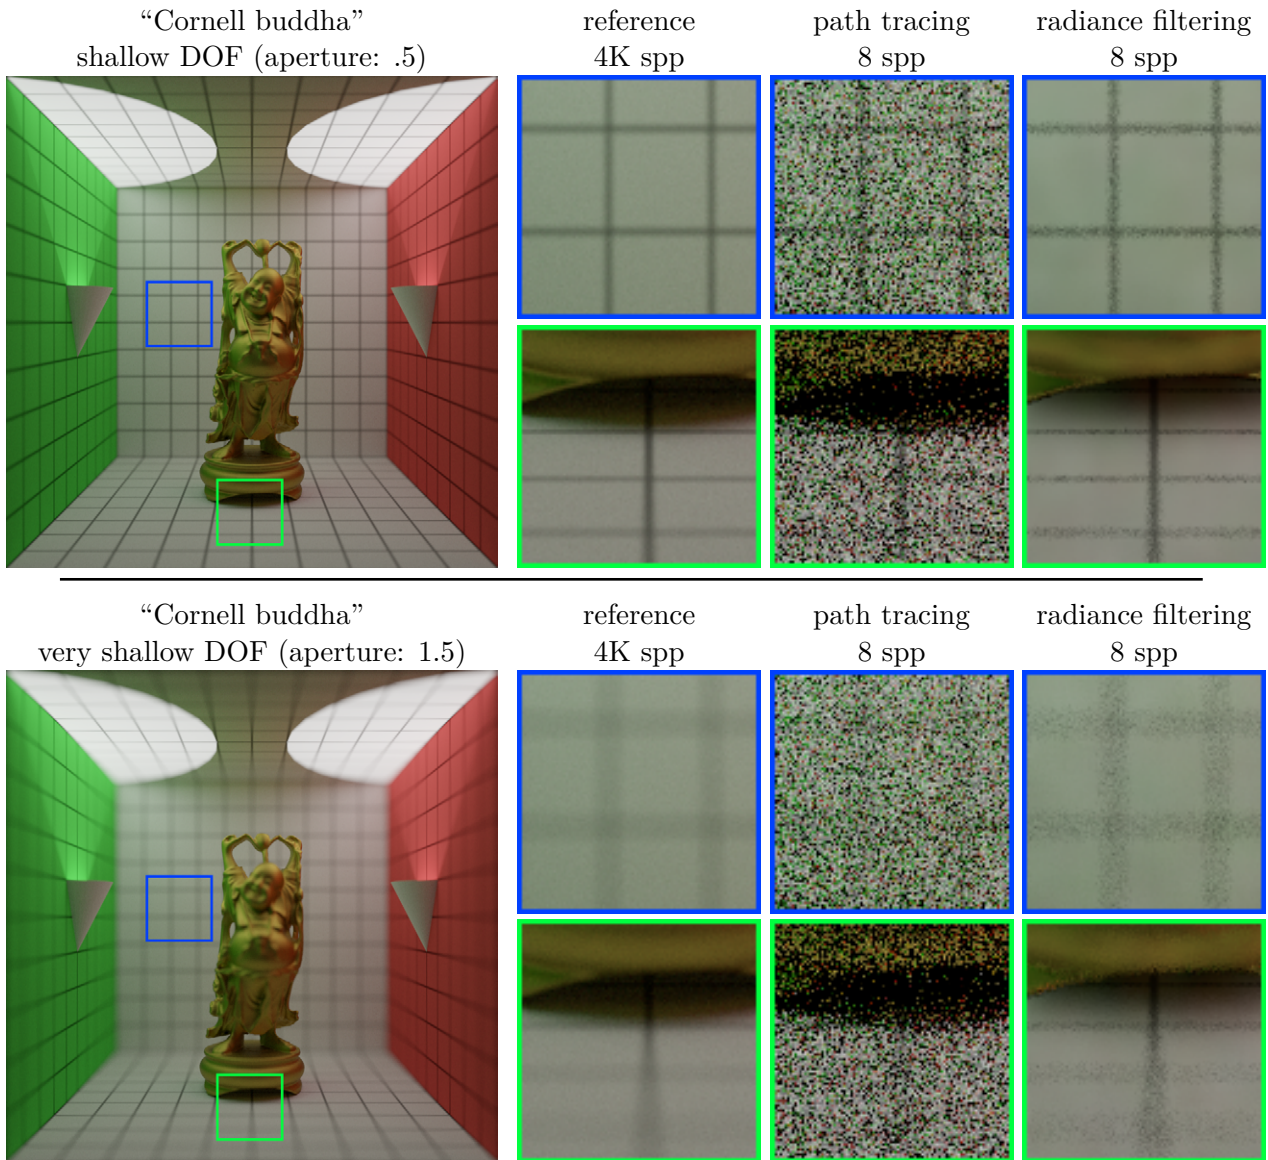 “Cornell buddha”
shallow DOF (aperture: .5)
reference
4K spp
path tracing
8 spp
radiance filtering
8 spp
“Cornell buddha”
very shallow DOF (aperture: 1.5)
reference
4K spp
path tracing
8 spp
radiance filtering
8 spp